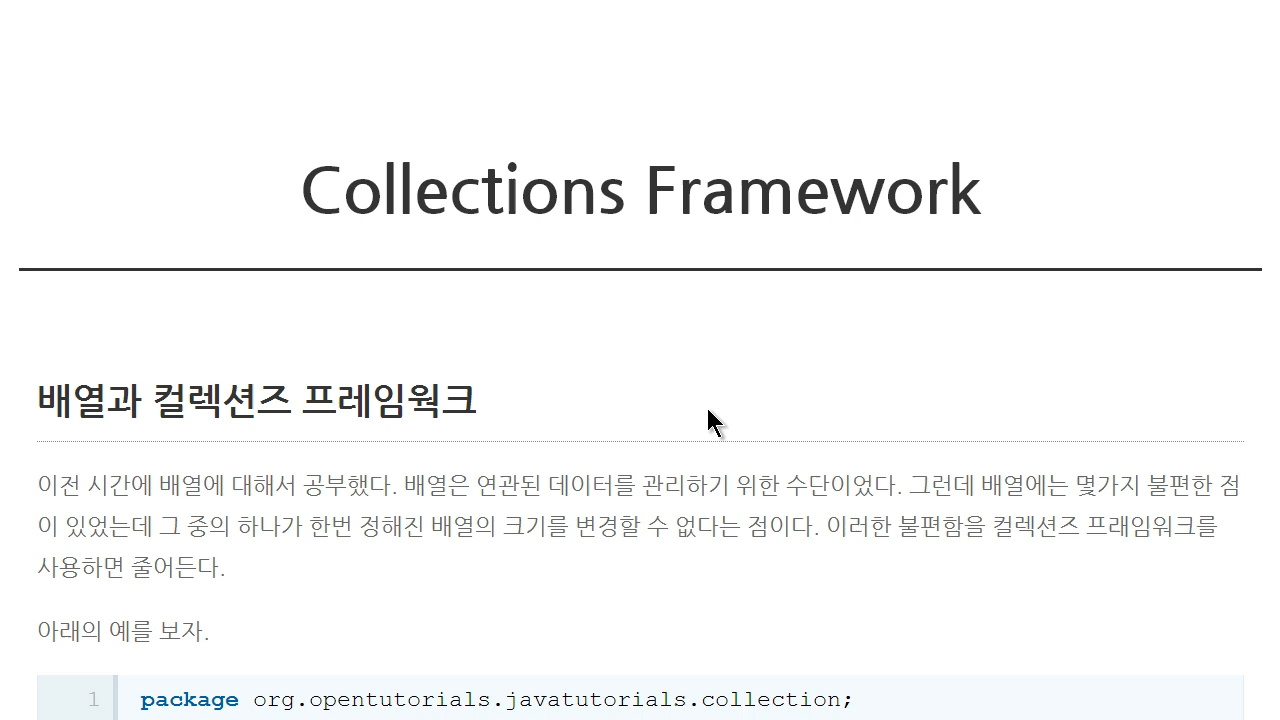 Collections Framework
배열과 컬렉션즈 프레임웍크
이전 시간에 배열에 대해서 공부했다. 배열은 연관된 데이터를 관리하기 위한 수단이었다. 그런데 배열에는 몇가지 불편한 점
이 있었는데 그 중의 하나가 한번 정해진 배열의 크기를 변경할 수 없다는 점이다. 이러한 불편함을 컬렉션즈 프래임워크를
사용하면 줄어든다.
아래의 예를 보자.
1 package org.opentutorials.javatutorials.collection;